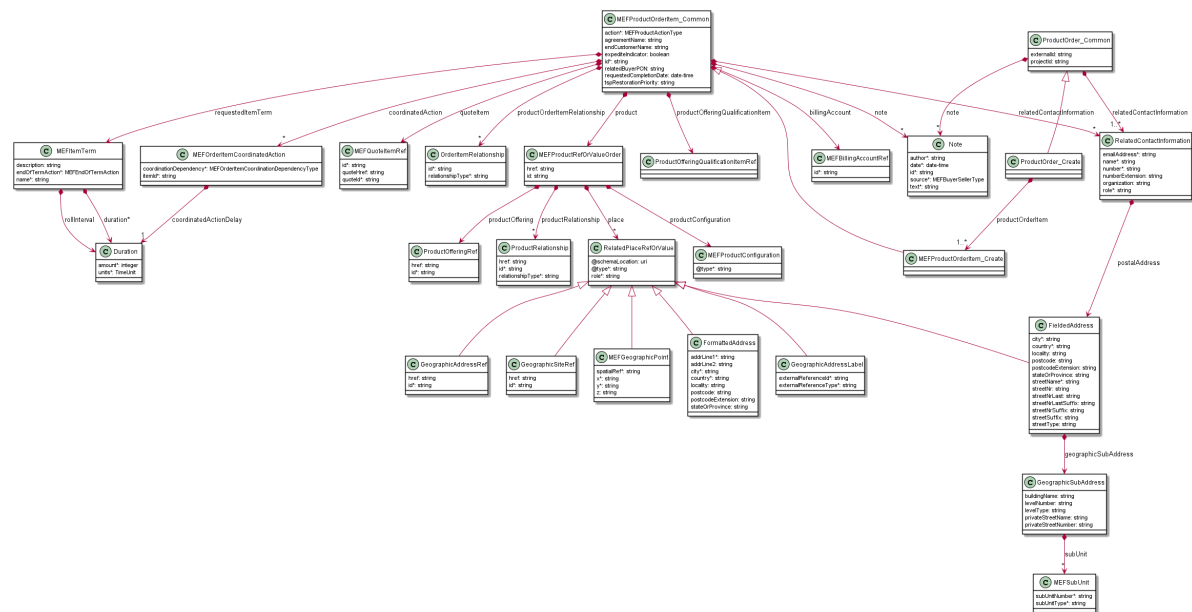 MEFProductOrderItem_Common
action*: MEFProductActionType
agreementName: string
endCustomerName: string
expediteIndicator: boolean
id*: string
relatedBuyerPON: string
requestedCompletionDate: date-time
tspRestorationPriority: string
ProductOrder_Common
externalId: string
projectId: string
requestedItemTerm
coordinatedAction
quoteItem
productOrderItemRelationship
product
productOfferingQualificationItem
billingAccount
note
note
relatedContactInformation
relatedContactInformation
*
*
*
*
*
1..*
MEFItemTerm
description: string
endOfTermAction*: MEFEndOfTermAction
name*: string
MEFOrderItemCoordinatedAction
coordinationDependency*: MEFOrderItemCoordinationDependencyType
itemId*: string
MEFQuoteItemRef
id*: string
quoteHref: string
quoteId*: string
OrderItemRelationship
id*: string
relationshipType*: string
MEFProductRefOrValueOrder
href: string
id: string
ProductOfferingQualificationItemRef
id*: string
MEFBillingAccountRef
id*: string
Note
author*: string
date*: date-time
id*: string
source*: MEFBuyerSellerType
text*: string
ProductOrder_Create
RelatedContactInformation
emailAddress*: string
name*: string
number*: string
numberExtension: string
organization: string
role*: string
rollInterval
duration*
coordinatedActionDelay
1
productOffering
productRelationship
*
place
*
productConfiguration
productOrderItem
1..*
Duration
amount*: integer
units*: TimeUnit
ProductOfferingRef
href: string
id*: string
ProductRelationship
href: string
id*: string
relationshipType*: string
RelatedPlaceRefOrValue
@schemaLocation: uri
@type*: string
role*: string
MEFProductConfiguration
@type*: string
MEFProductOrderItem_Create
postalAddress
GeographicAddressRef
href: string
id*: string
GeographicSiteRef
href: string
id*: string
MEFGeographicPoint
spatialRef*: string
x*: string
y*: string
z: string
FormattedAddress
addrLine1*: string
addrLine2: string
city*: string
country*: string
locality: string
postcode: string
postcodeExtension: string
stateOrProvince: string
GeographicAddressLabel
externalReferenceId*: string
externalReferenceType*: string
FieldedAddress
city*: string
country*: string
locality: string
postcode: string
postcodeExtension: string
stateOrProvince: string
streetName*: string
streetNr: string
streetNrLast: string
streetNrLastSuffix: string
streetNrSuffix: string
streetSuffix: string
streetType: string
geographicSubAddress
GeographicSubAddress
buildingName: string
levelNumber: string
levelType: string
privateStreetName: string
privateStreetNumber: string
subUnit
*
MEFSubUnit
subUnitNumber*: string
subUnitType*: string